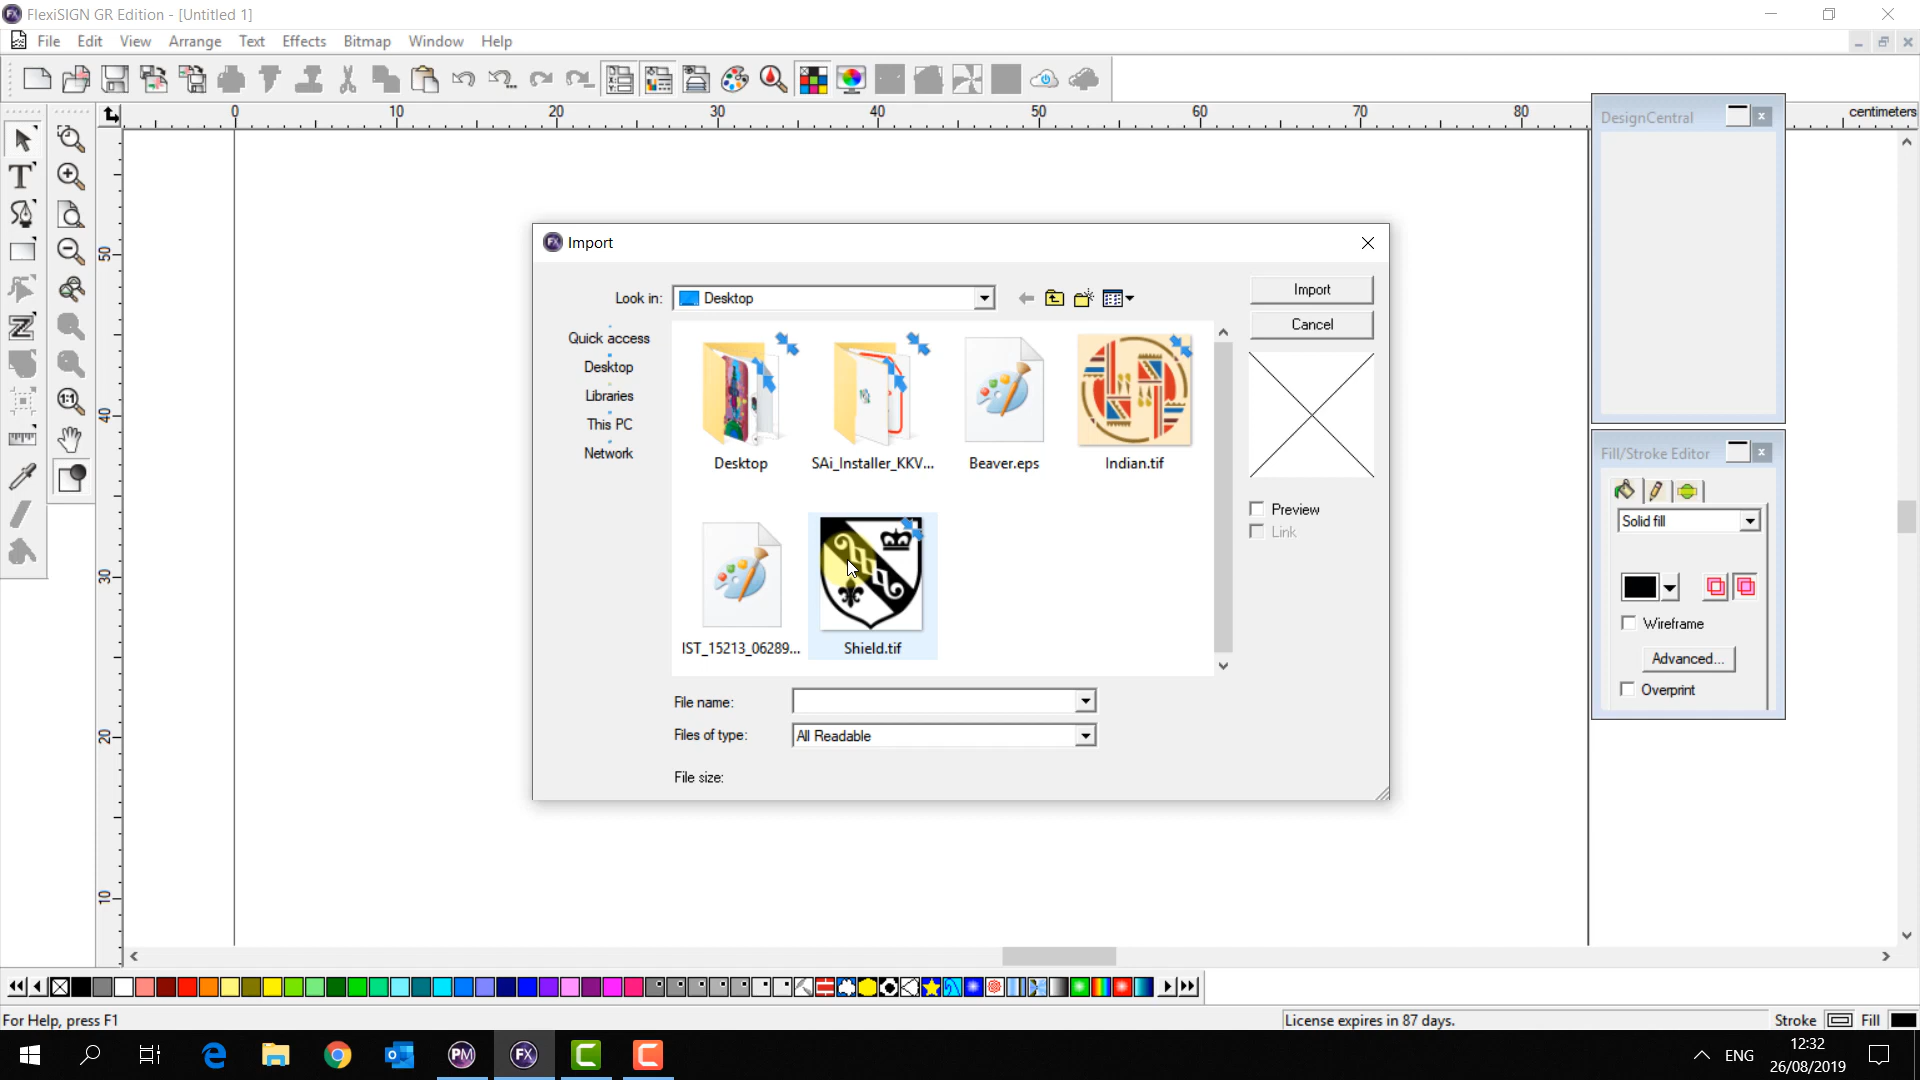 FlexiSIGN GR Edition - [Untitled 1]
File Edit View Arrange Text Effects Bitmap Window Help
0 10 20 30 40 50 60 70 80 centimeters
50
40
30
20
10
DesignCentral
Import
Look in: Desktop
Import
Cancel
Quick access
Desktop
Libraries
This PC
Network
Desktop SAi_Installer_KKV... Beaver.eps Indian.tif
IST_15213_06289... Shield.tif
Preview
Link
File name:
Files of type: All Readable
File size:
Fill/Stroke Editor
Solid fill
Wireframe
Advanced...
Overprint
For Help, press F1
License expires in 87 days.
Stroke Fill
PM FX
ENG
12:32
26/08/2019